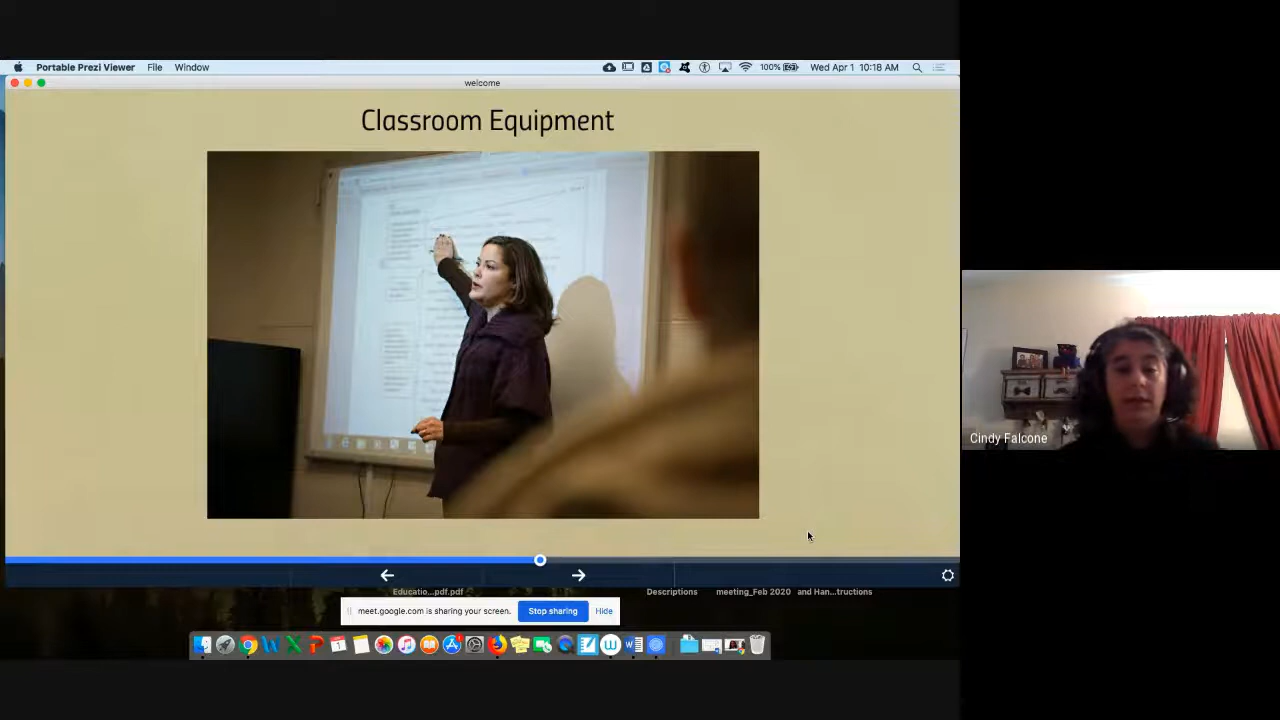 Portable Prezi Viewer File Window 100% Wed Apr 1 10:18 AM
welcome
Classroom Equipment
Cindy Falcone
Educatio...pdf.pdf Descriptions meeting_Feb 2020 and Han...tructions
meet.google.com is sharing your screen. Stop sharing Hide